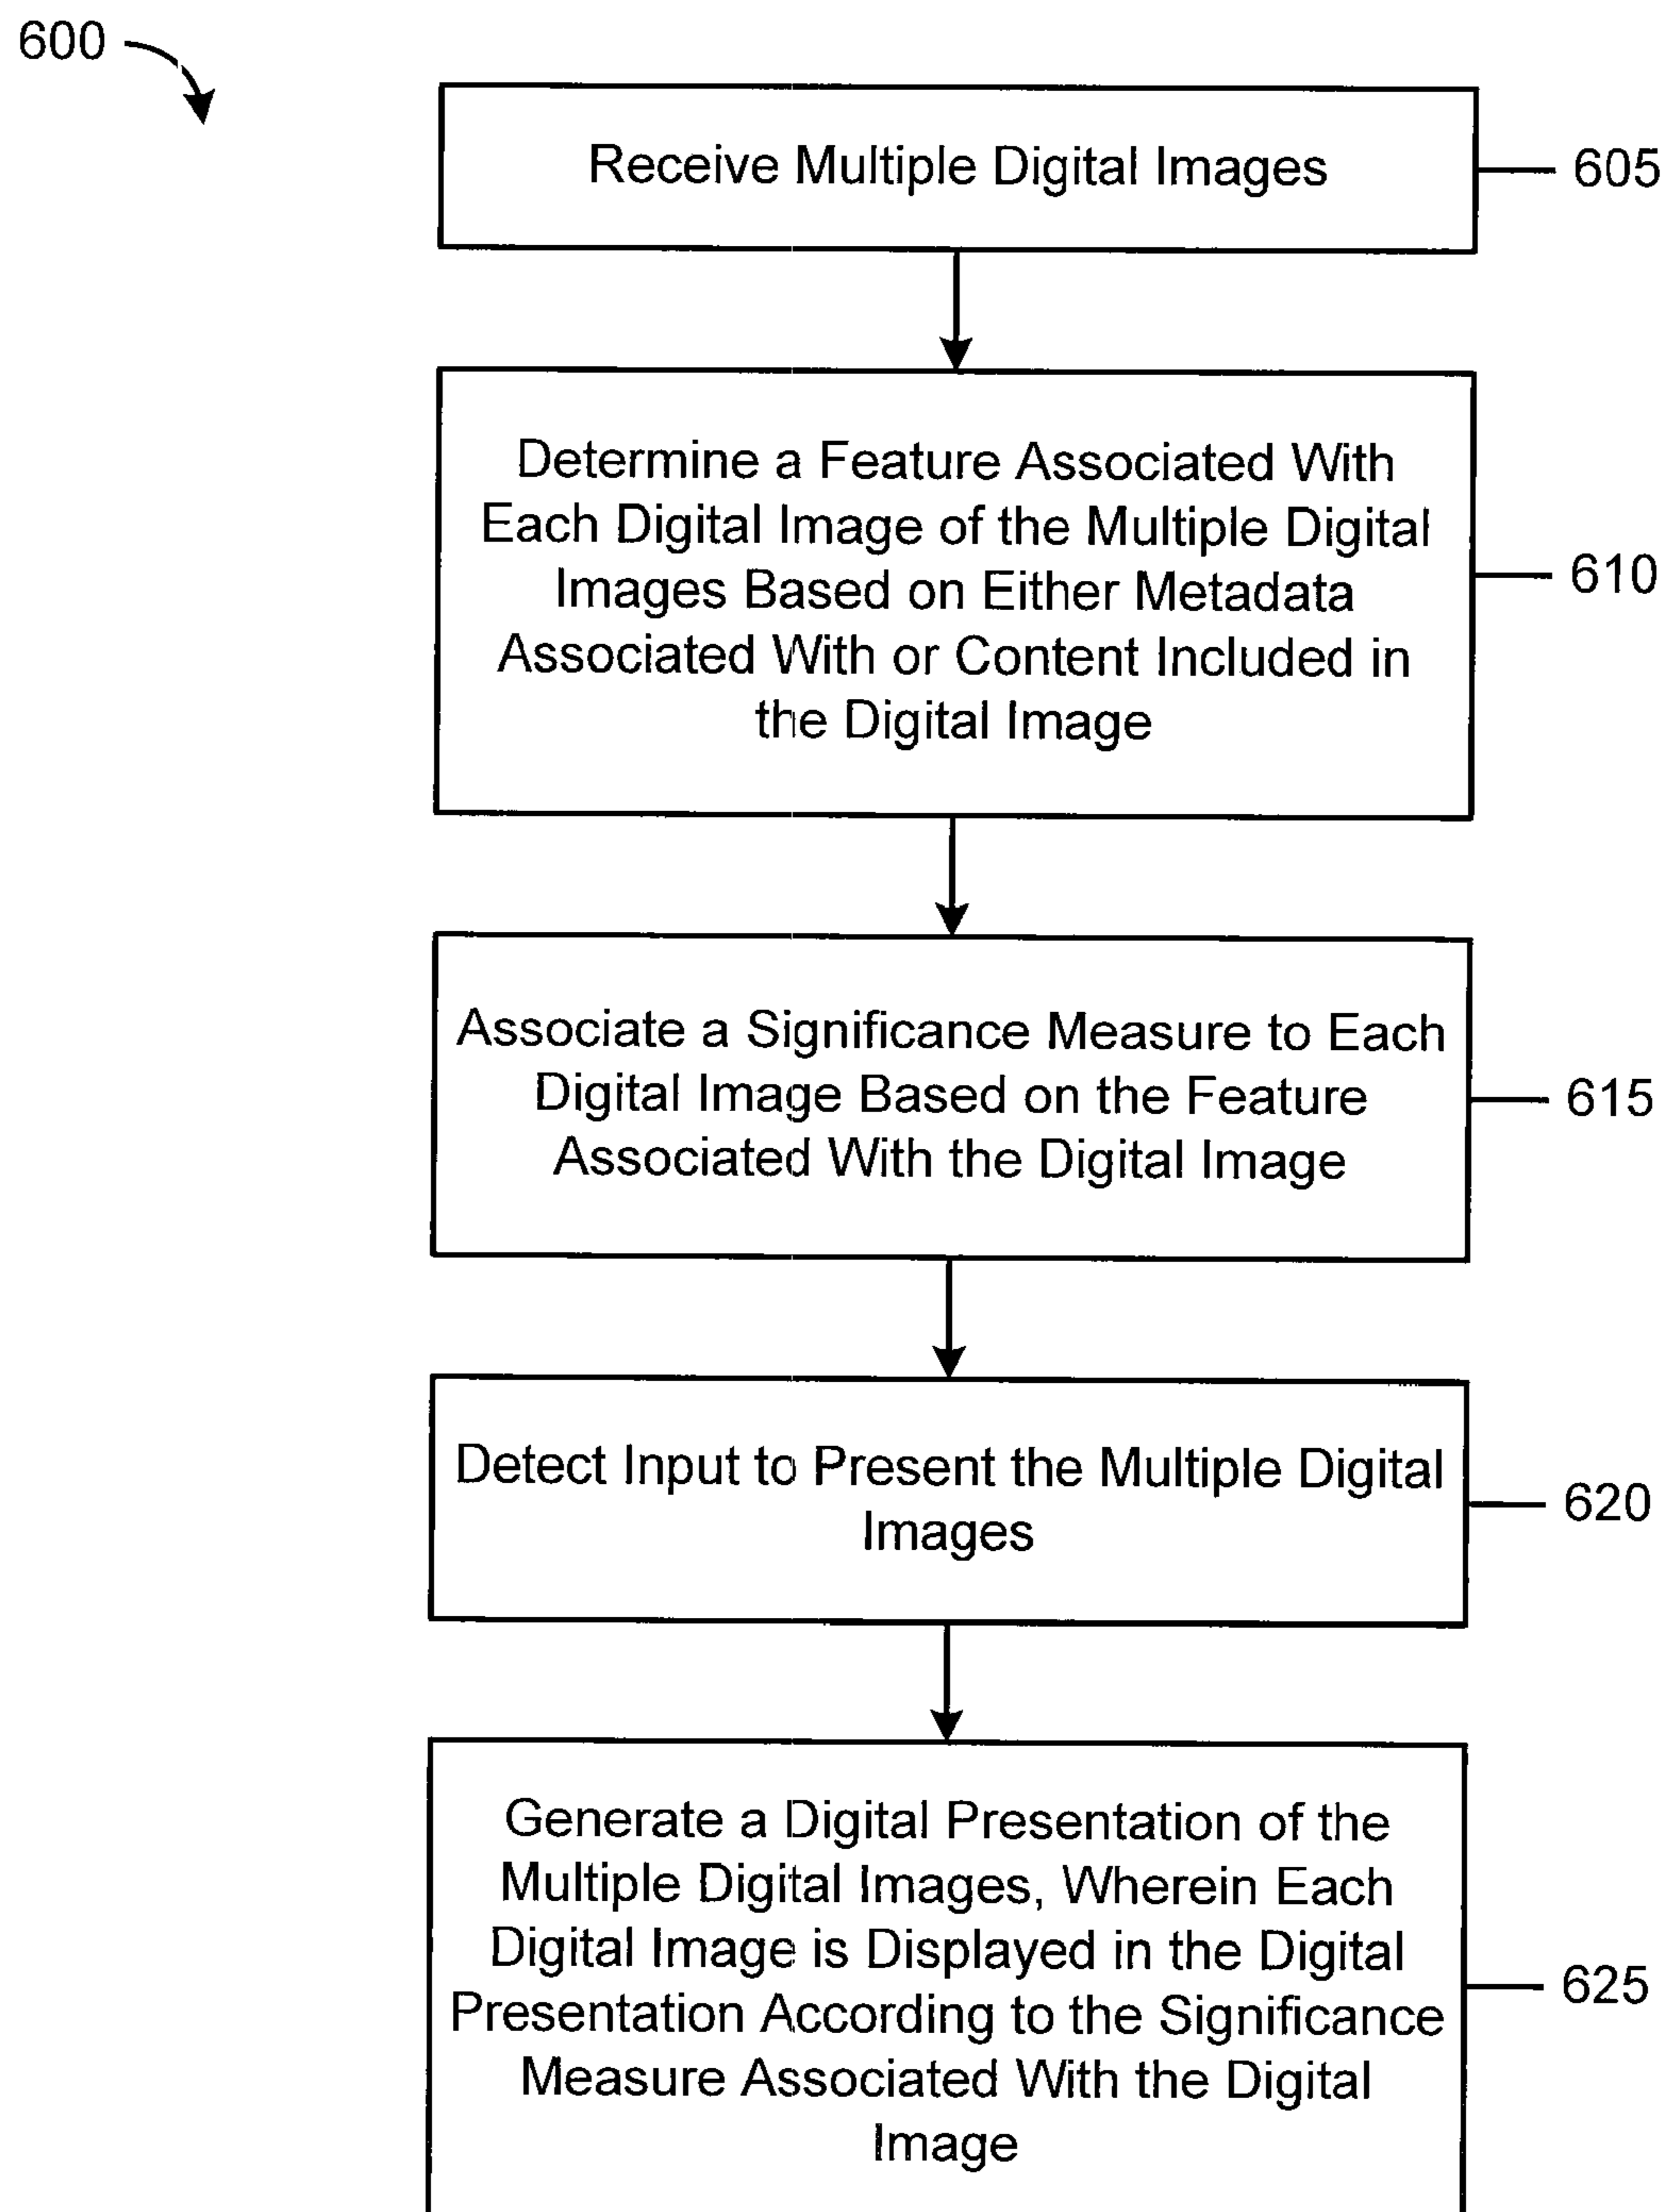 600
Receive Multiple Digital Images
605
Determine a Feature Associated With
Each Digital Image of the Multiple Digital
Images Based on Either Metadata
Associated With or Content Included in
the Digital Image
610
Associate a Significance Measure to Each
Digital Image Based on the Feature
Associated With the Digital Image
615
Detect Input to Present the Multiple Digital
Images
620
Generate a Digital Presentation of the
Multiple Digital Images, Wherein Each
Digital Image is Displayed in the Digital
Presentation According to the Significance
Measure Associated With the Digital
Image
625